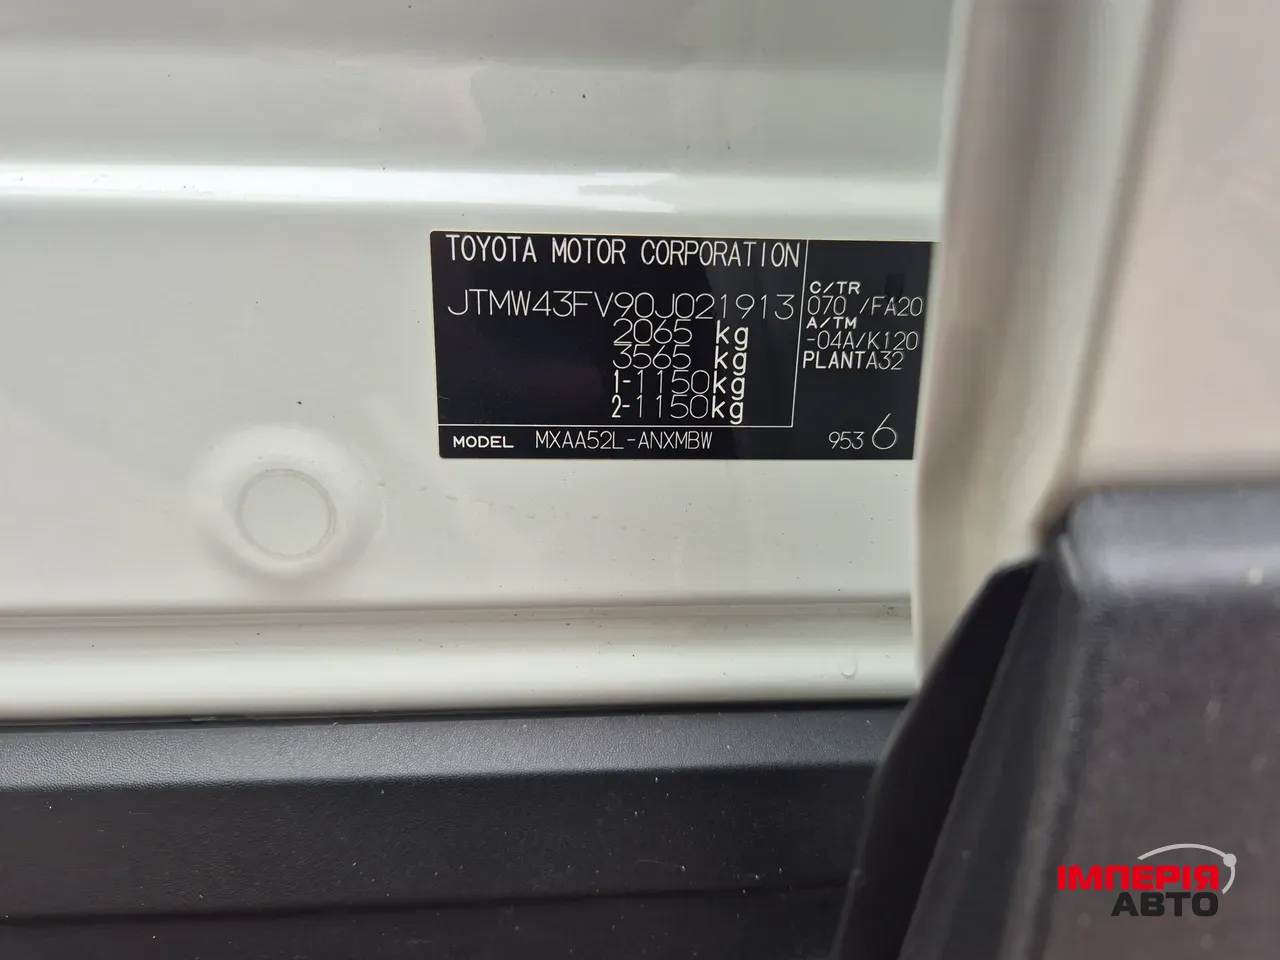 TOYOTA MOTOR CORPORATION
JTMW43FV90J021913
2065 kg
3565 kg
1-1150kg
2-1150kg
MODEL MXAA52L-ANXMBW
C/TR
070 /FA20
A/TM
-04A/K120
PLANTA32
953 6
ІМПЕРІЯ
АВТО